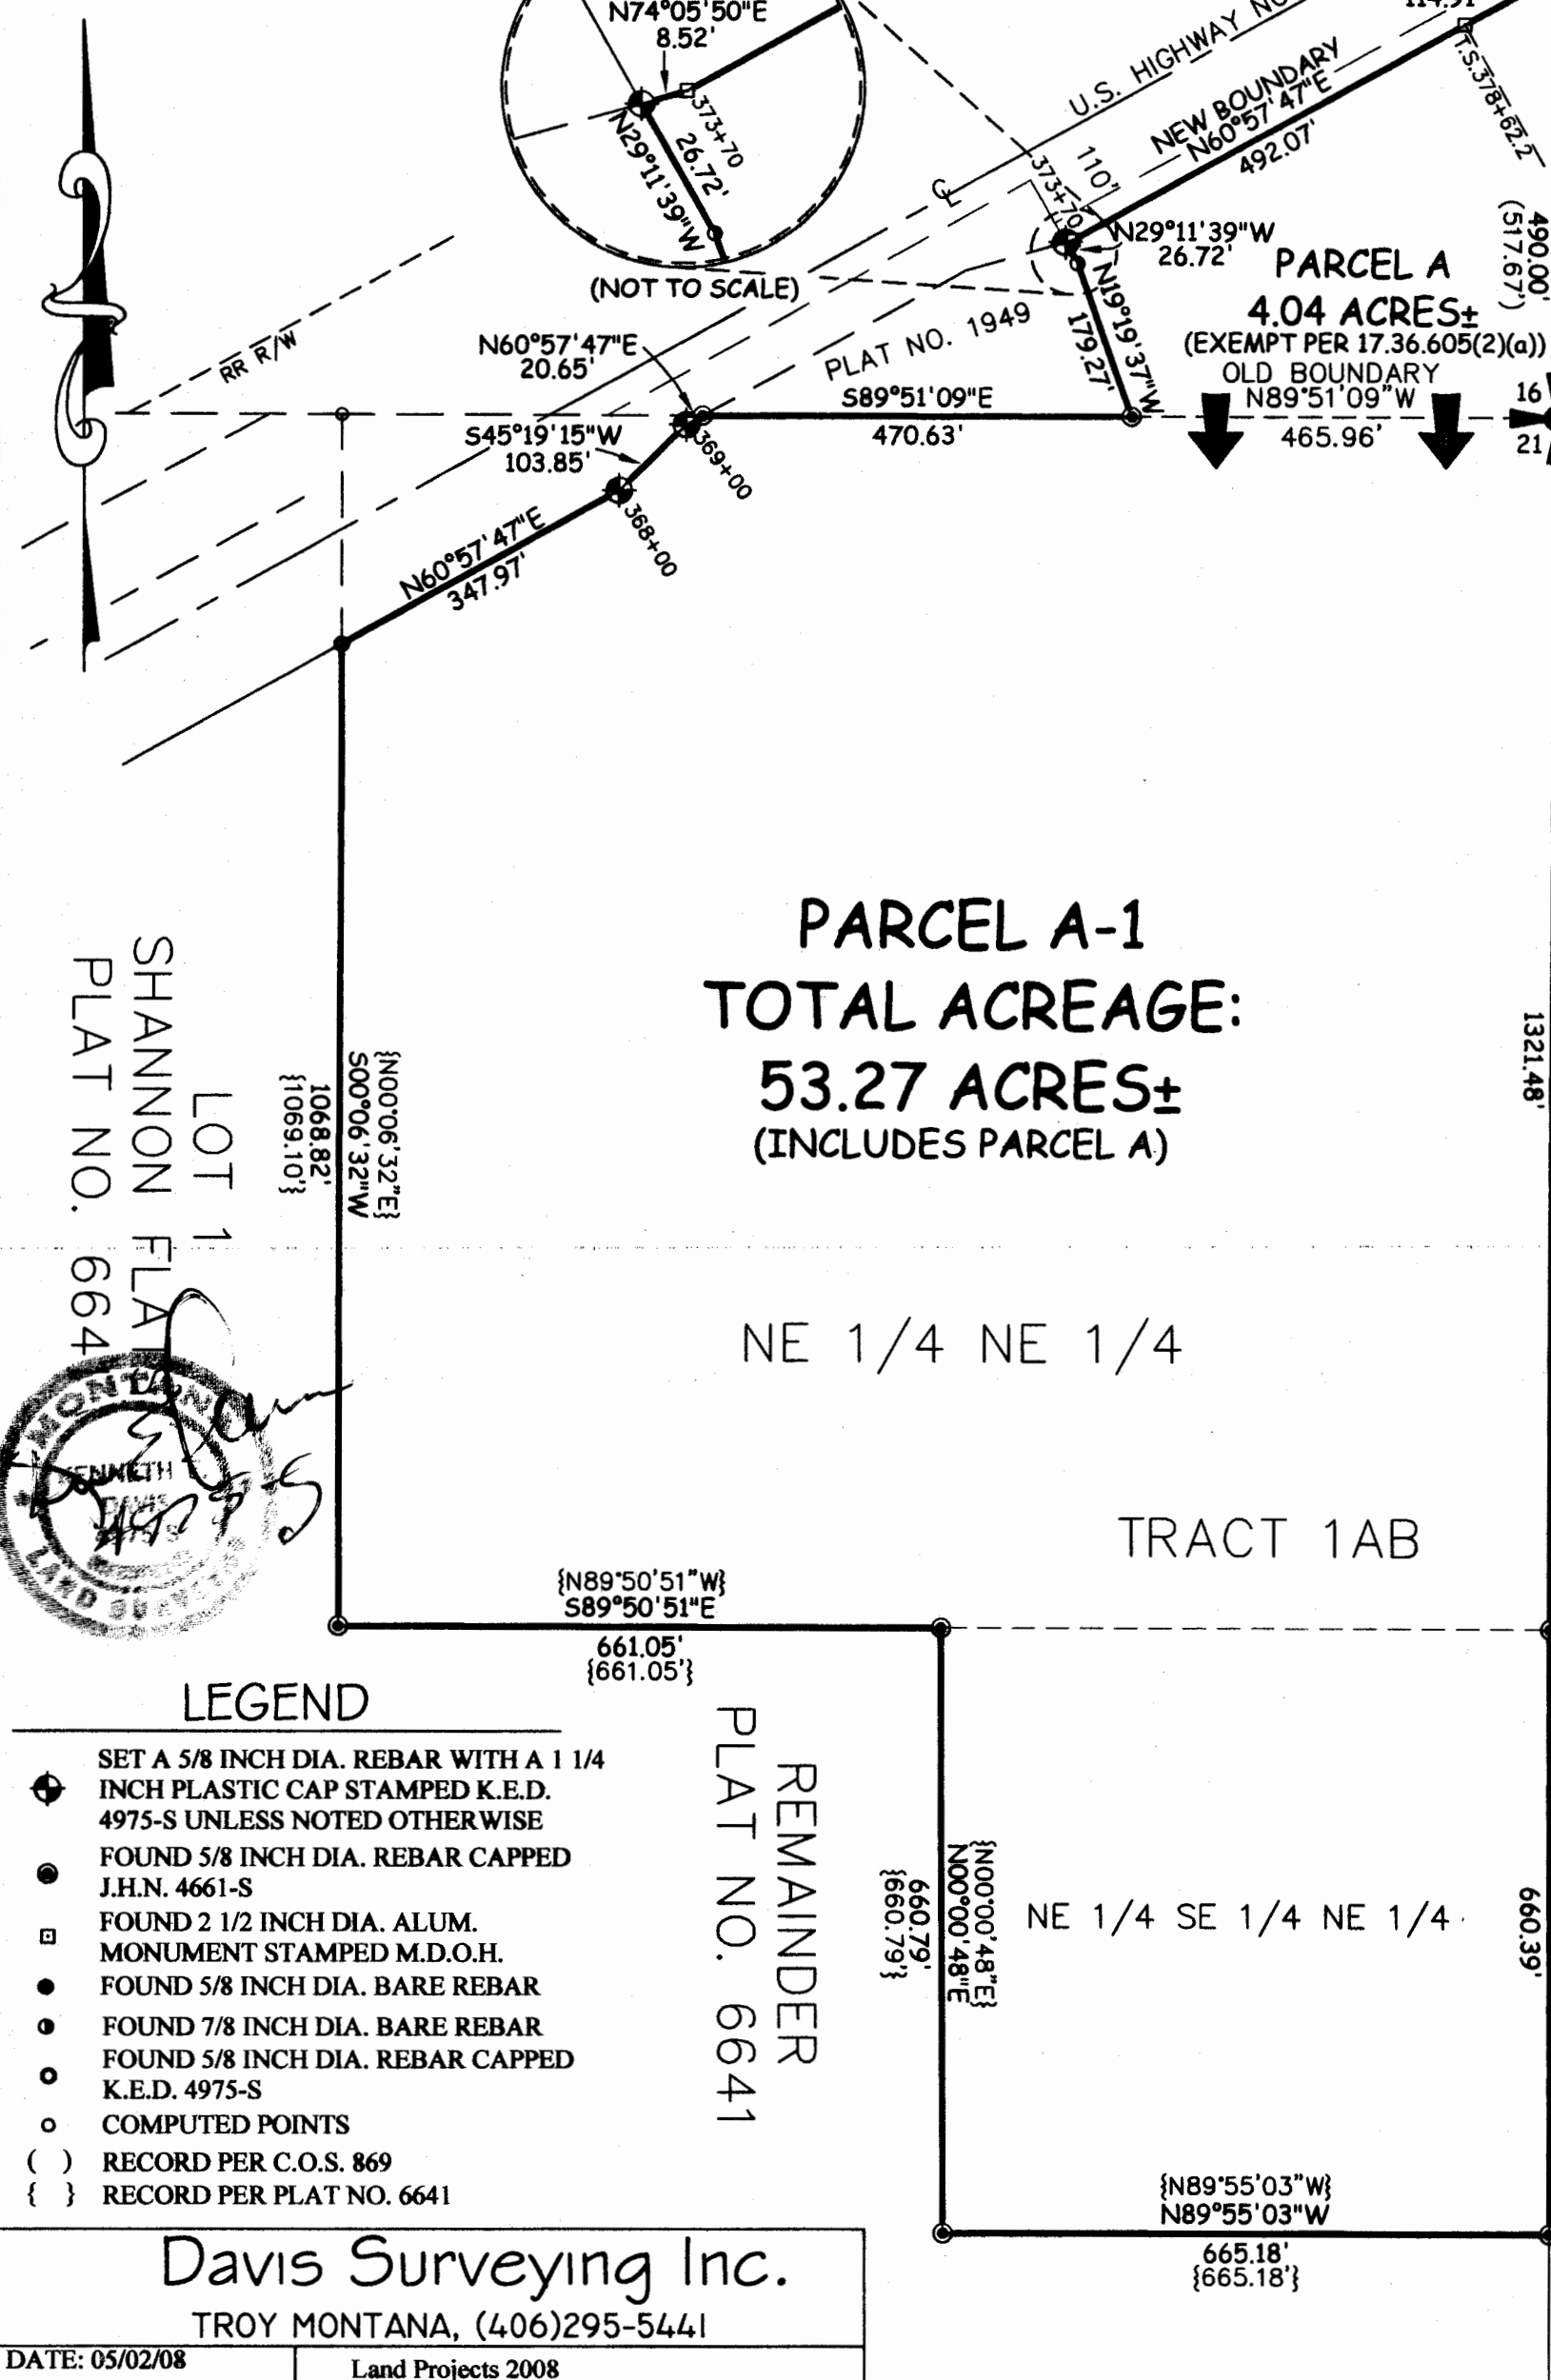 N74°05'50"E
8.52'
373+70
26.72'
N29°11'39"W
(NOT TO SCALE)
U.S. HIGHWAY NO
NEW BOUNDARY
N60°57'47"E
492.07'
T.S.378+62.2
110'
373+70
N29°11'39"W
26.72'
490.00'
(517.67')
PARCEL A
4.04 ACRES±
(EXEMPT PER 17.36.605(2)(a))
OLD BOUNDARY
N89°51'09"W
465.96'
16
21
N19°19'37"W
179.27'
PLAT NO. 1949
RR R/W
N60°57'47"E
20.65'
S89°51'09"E
470.63'
S45°19'15"W
103.85'
369+00
368+00
N60°57'47"E
347.97'
PARCEL A-1
TOTAL ACREAGE:
53.27 ACRES±
(INCLUDES PARCEL A)
1321.48'
{N00°06'32"E}
S00°06'32"W
1068.82'
{1069.10'}
LOT 1
SHANNON
PLAT NO. 664
NE 1/4 NE 1/4
TRACT 1AB
MONTANA
KENNETH
DAVIS
LAND
{N89°50'51"W}
S89°50'51"E
661.05'
{661.05'}
REMAINDER
PLAT NO. 6641
{N00°00'48"E}
N00°00'48"E
660.79'
{660.79'}
NE 1/4 SE 1/4 NE 1/4
660.39'
{N89°55'03"W}
N89°55'03"W
665.18'
{665.18'}
LEGEND
SET A 5/8 INCH DIA. REBAR WITH A 1 1/4
INCH PLASTIC CAP STAMPED K.E.D.
4975-S UNLESS NOTED OTHERWISE
FOUND 5/8 INCH DIA. REBAR CAPPED
J.H.N. 4661-S
FOUND 2 1/2 INCH DIA. ALUM.
MONUMENT STAMPED M.D.O.H.
FOUND 5/8 INCH DIA. BARE REBAR
FOUND 7/8 INCH DIA. BARE REBAR
FOUND 5/8 INCH DIA. REBAR CAPPED
K.E.D. 4975-S
COMPUTED POINTS
( ) RECORD PER C.O.S. 869
{ } RECORD PER PLAT NO. 6641
Davis Surveying Inc.
TROY MONTANA, (406)295-5441
DATE: 05/02/08
Land Projects 2008